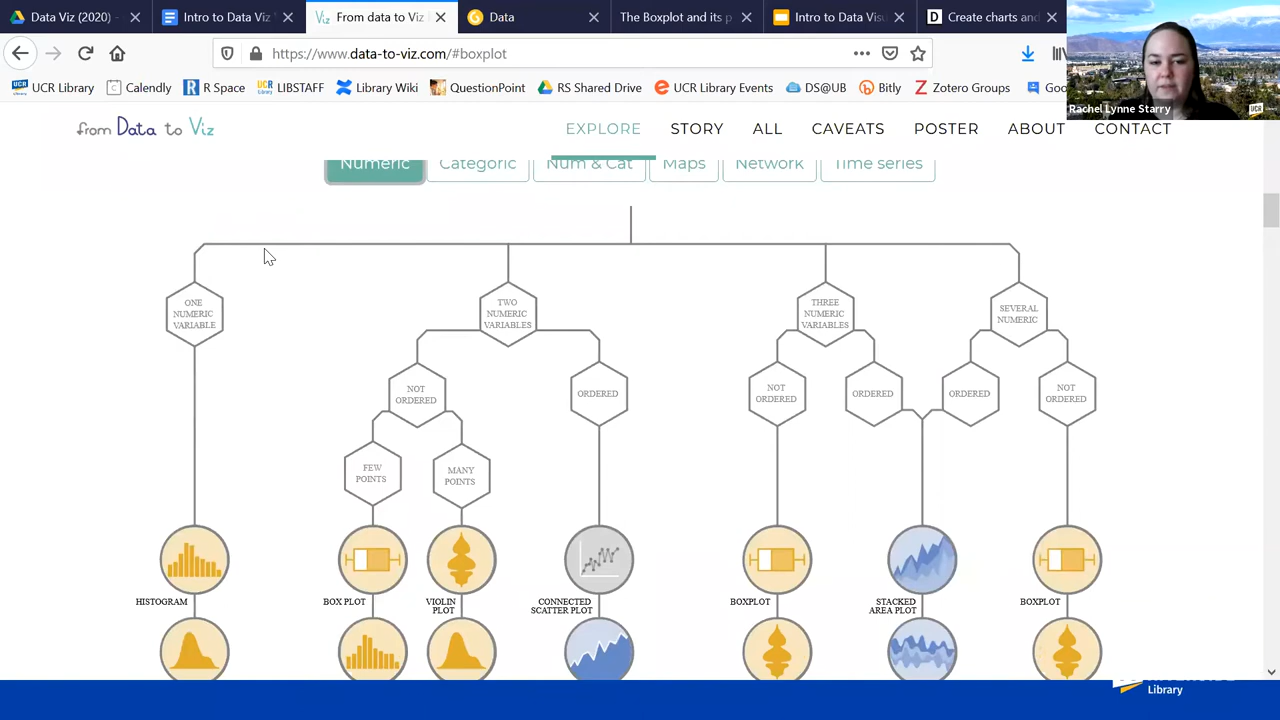 Data Viz (2020) -
Intro to Data Viz
From data to Viz
Data
The Boxplot and its p
Intro to Data Visu
Create charts and
https://www.data-to-viz.com/#boxplot
UCR Library
Calendly
R Space
LIBSTAFF
Library Wiki
QuestionPoint
RS Shared Drive
UCR Library Events
DS@UB
Bitly
Zotero Groups
Goo
Rachel Lynne Starry
from Data to Viz
EXPLORE
STORY
ALL
CAVEATS
POSTER
ABOUT
CONTACT
Numeric
Categoric
Num & Cat
Maps
Network
Time series
ONE
NUMERIC
VARIABLE
TWO
NUMERIC
VARIABLES
THREE
NUMERIC
VARIABLES
SEVERAL
NUMERIC
NOT
ORDERED
ORDERED
NOT
ORDERED
ORDERED
ORDERED
NOT
ORDERED
FEW
POINTS
MANY
POINTS
HISTOGRAM
BOX PLOT
VIOLIN
PLOT
CONNECTED
SCATTER PLOT
BOXPLOT
STACKED
AREA PLOT
BOXPLOT
Library